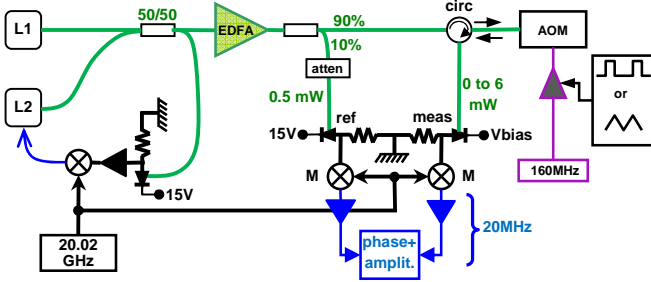 L1
50/50
EDFA
90%
10%
circ
AOM
atten
L2
0.5 mW
0 to 6
mW
or
15V
ref
meas
Vbias
M
M
160MHz
15V
20.02
GHz
phase+
amplit.
20MHz